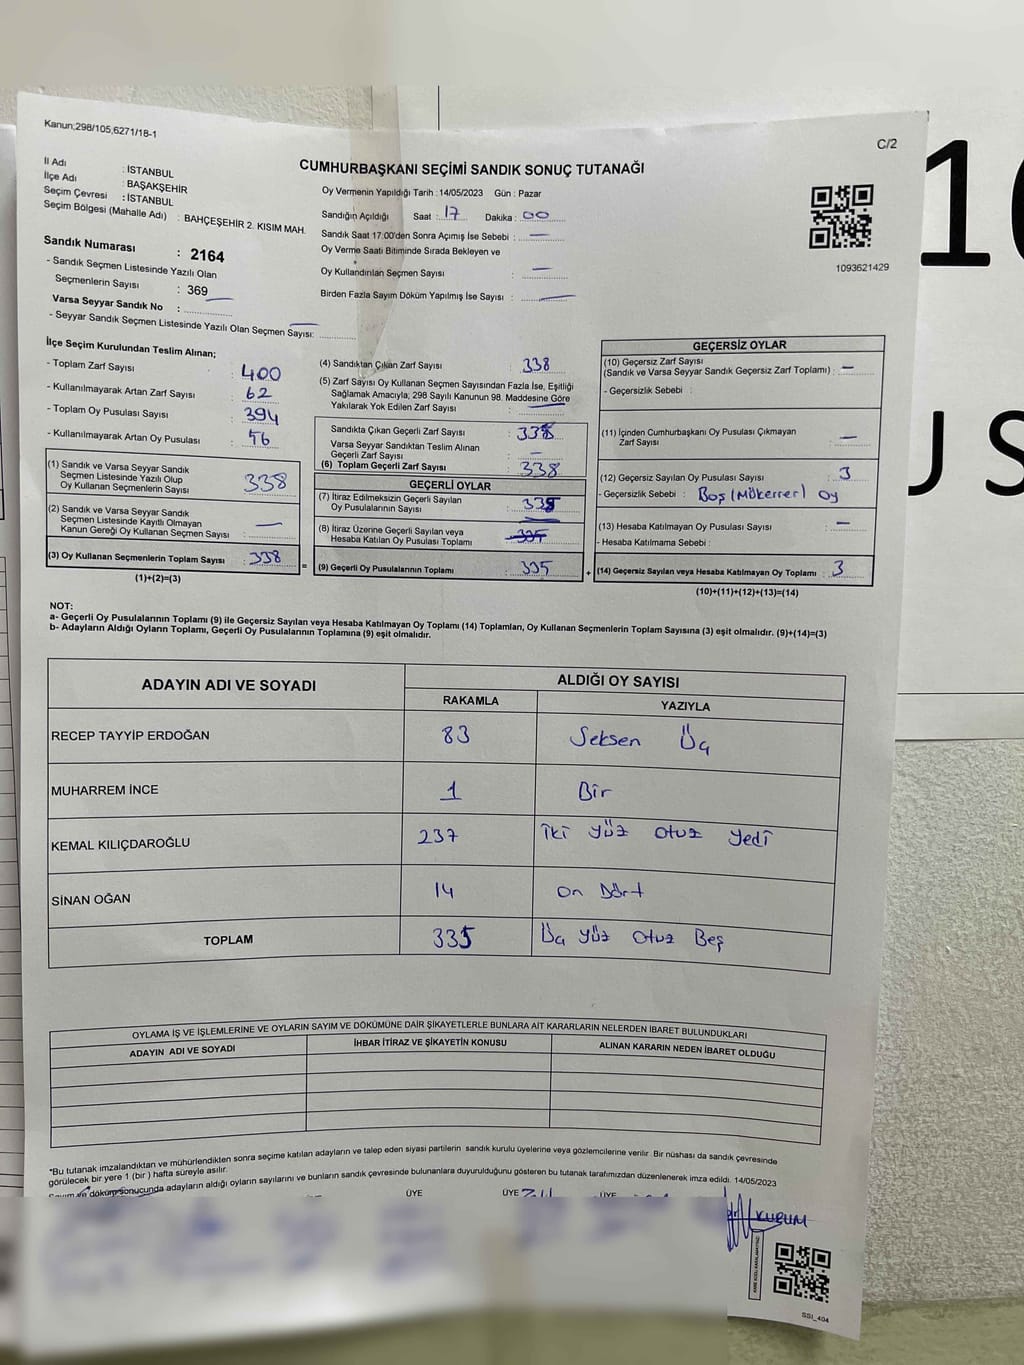 Kanun;298/105,6271/18-1
C/2
CUMHURBAŞKANI SEÇİMİ SANDIK SONUÇ TUTANAĞI
İl Adı : İSTANBUL
İlçe Adı : BAŞAKŞEHİR
Seçim Çevresi : İSTANBUL
Seçim Bölgesi (Mahalle Adı) : BAHÇEŞEHİR 2. KISIM MAH.
Sandık Numarası : 2164
- Sandık Seçmen Listesinde Yazılı Olan
Seçmenlerin Sayısı : 369
Varsa Seyyar Sandık No :
- Seyyar Sandık Seçmen Listesinde Yazılı Olan Seçmen Sayısı:
Oy Vermenin Yapıldığı Tarih : 14/05/2023 Gün : Pazar
Sandığın Açıldığı Saat : 17 Dakika : 00
Sandık Saat 17:00'den Sonra Açımış İse Sebebi : —
Oy Verme Saati Bitiminde Sırada Bekleyen ve
Oy Kullandırılan Seçmen Sayısı : —
Birden Fazla Sayım Döküm Yapılmış İse Sayısı : —
1093621429
16
U S
İlçe Seçim Kurulundan Teslim Alınan;
- Toplam Zarf Sayısı : 400
- Kullanılmayarak Artan Zarf Sayısı : 62
- Toplam Oy Pusulası Sayısı : 394
- Kullanılmayarak Artan Oy Pusulası : 56
(1) Sandık ve Varsa Seyyar Sandık
Seçmen Listesinde Yazılı Olup
Oy Kullanan Seçmenlerin Sayısı : 338
(2) Sandık ve Varsa Seyyar Sandık
Seçmen Listesinde Kayıtlı Olmayan
Kanun Gereği Oy Kullanan Seçmen Sayısı : —
(3) Oy Kullanan Seçmenlerin Toplam Sayısı : 338
(1)+(2)=(3)
(4) Sandıktan Çıkan Zarf Sayısı : 338
(5) Zarf Sayısı Oy Kullanan Seçmen Sayısından Fazla İse, Eşitliği
Sağlamak Amacıyla; 298 Sayılı Kanunun 98. Maddesine Göre
Yakılarak Yok Edilen Zarf Sayısı : —
Sandıkta Çıkan Geçerli Zarf Sayısı : 338
Varsa Seyyar Sandıktan Teslim Alınan
Geçerli Zarf Sayısı : —
(6) Toplam Geçerli Zarf Sayısı : 338
GEÇERLİ OYLAR
(7) İtiraz Edilmeksizin Geçerli Sayılan
Oy Pusulalarının Sayısı :
(8) İtiraz Üzerine Geçerli Sayılan veya
Hesaba Katılan Oy Pusulası Toplamı : 335
(9) Geçerli Oy Pusulalarının Toplamı : 335
GEÇERSİZ OYLAR
(10) Geçersiz Zarf Sayısı
(Sandık ve Varsa Seyyar Sandık Geçersiz Zarf Toplamı) : —
- Geçersizlik Sebebi :
(11) İçinden Cumhurbaşkanı Oy Pusulası Çıkmayan
Zarf Sayısı : —
(12) Geçersiz Sayılan Oy Pusulası Sayısı : 3
- Geçersizlik Sebebi : Boş (Mükerrer) oy
(13) Hesaba Katılmayan Oy Pusulası Sayısı : —
- Hesaba Katılmama Sebebi :
(14) Geçersiz Sayılan veya Hesaba Katılmayan Oy Toplamı : 3
(10)+(11)+(12)+(13)=(14)
NOT:
a- Geçerli Oy Pusulalarının Toplamı (9) ile Geçersiz Sayılan veya Hesaba Katılmayan Oy Toplamı (14) Toplamları, Oy Kullanan Seçmenlerin Toplam Sayısına (3) eşit olmalıdır. (9)+(14)=(3)
b- Adayların Aldığı Oyların Toplamı, Geçerli Oy Pusulalarının Toplamına (9) eşit olmalıdır.
ADAYIN ADI VE SOYADI ALDIĞI OY SAYISI
RAKAMLA YAZIYLA
RECEP TAYYİP ERDOĞAN 83 Seksen Üç
MUHARREM İNCE 1 Bir
KEMAL KILIÇDAROĞLU 237 İki yüz otuz yedi
SİNAN OĞAN 14 on Dört
TOPLAM 335 Üç yüz otuz Beş
OYLAMA İŞ VE İŞLEMLERİNE VE OYLARIN SAYIM VE DÖKÜMÜNE DAİR ŞİKAYETLERLE BUNLARA AİT KARARLARIN NELERDEN İBARET BULUNDUKLARI
ADAYIN ADI VE SOYADI İHBAR İTİRAZ VE ŞİKAYETİN KONUSU ALINAN KARARIN NEDEN İBARET OLDUĞU
*Bu tutanak imzalandıktan ve mühürlendikten sonra seçime katılan adayların ve talep eden siyasi partilerin sandık kurulu üyelerine veya gözlemcilerine verilir. Bir nüshası da sandık çevresinde
görülecek bir yere 1 (bir) hafta süreyle asılır.
Sayım ve döküm sonucunda adayların aldığı oyların sayılarını ve bunların sandık çevresinde bulunanlara duyurulduğunu gösteren bu tutanak tarafımızdan düzenlenerek imza edildi. 14/05/2023
ÜYE ÜYE ÜYE
KURUM
SSI_404